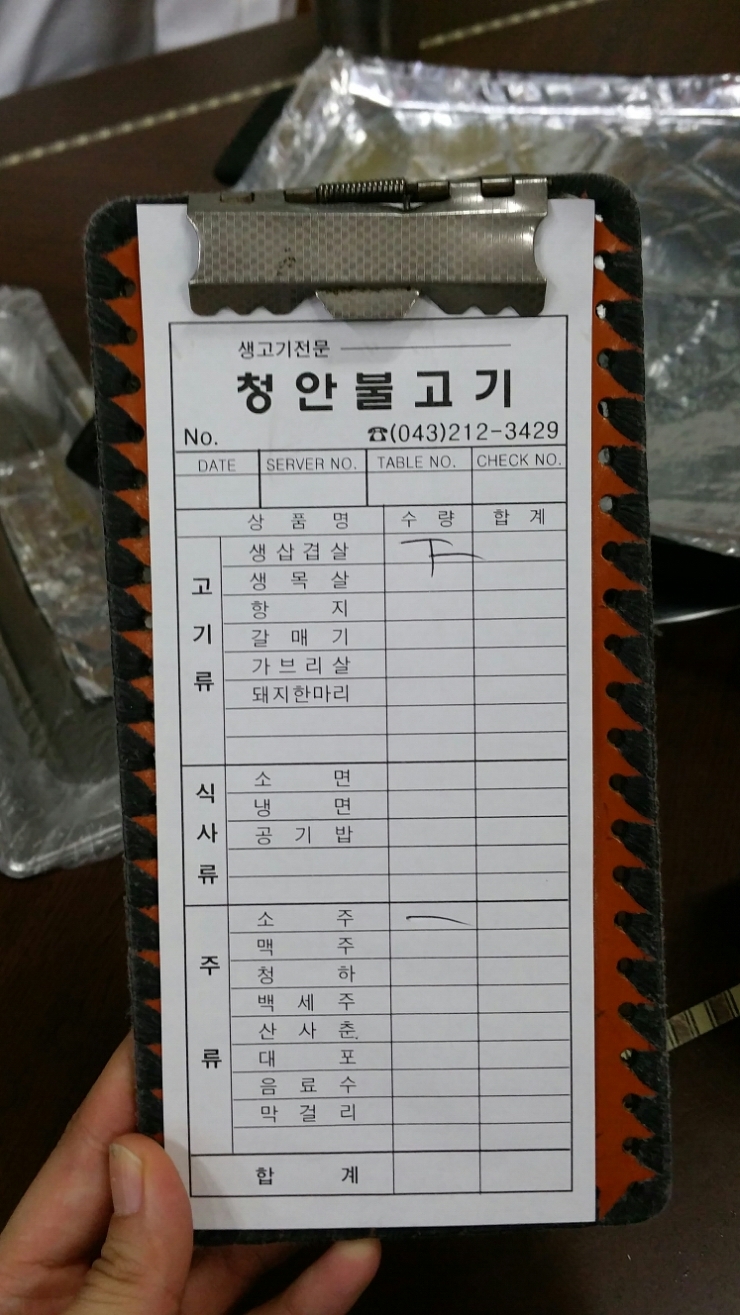 생고기전문
청안불고기
No. ☎(043)212-3429
DATE SERVER NO. TABLE NO. CHECK NO.
상품명 수량 합계
고기류
생삼겹살 下
생목살
항지
갈매기
가브리살
돼지한마리
식사류
소면
냉면
공기밥
주류
소주 一
맥주
청하
백세주
산사춘
대포
음료수
막걸리
합계